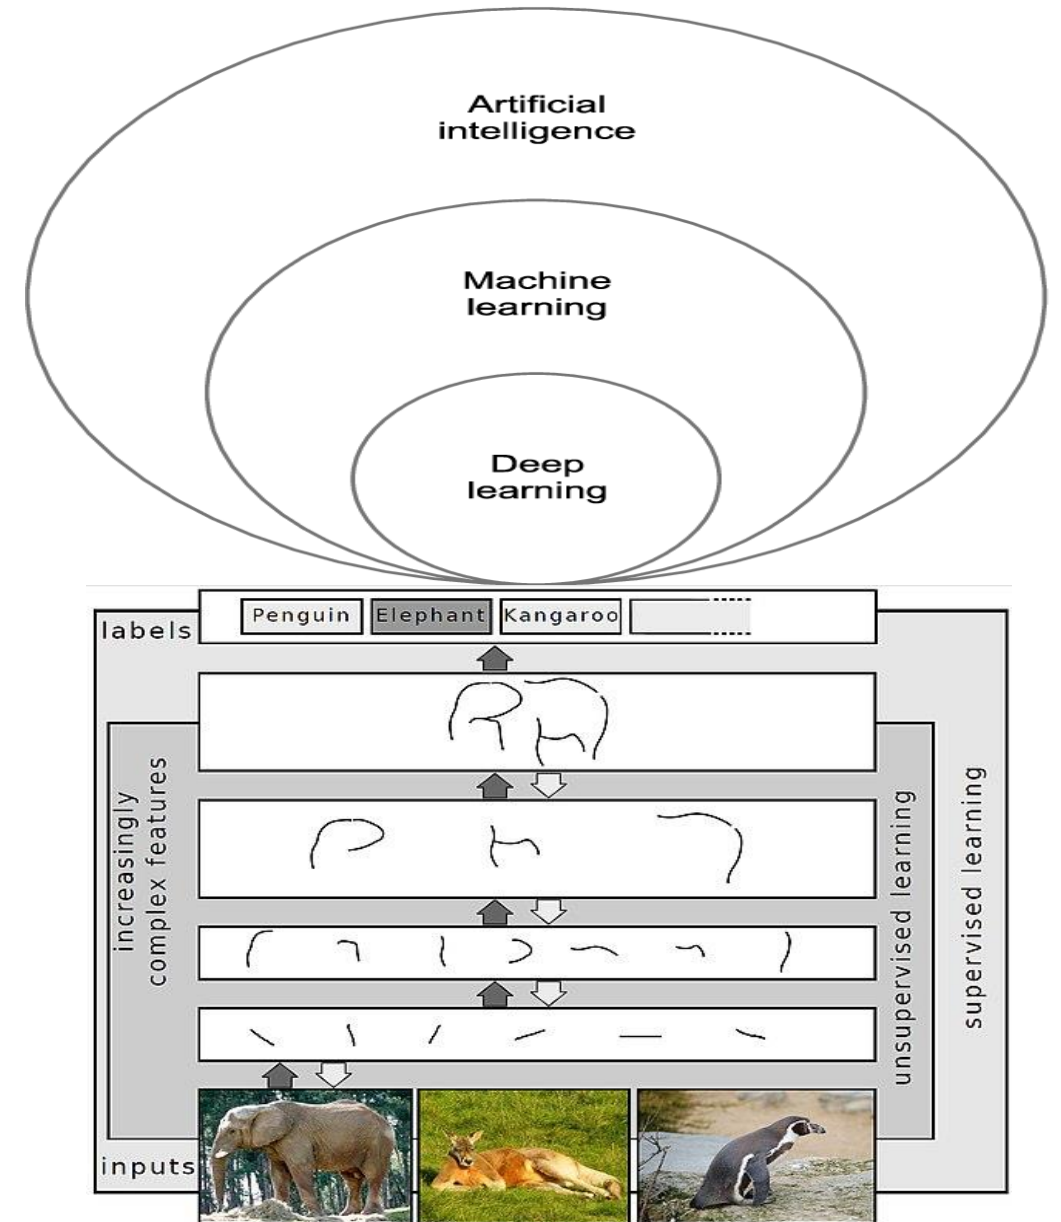 Artificial
intelligence
Machine
learning
Deep
learning
labels
Penguin
Elephant
Kangaroo
increasingly
complex features
unsupervised learning
supervised learning
inputs